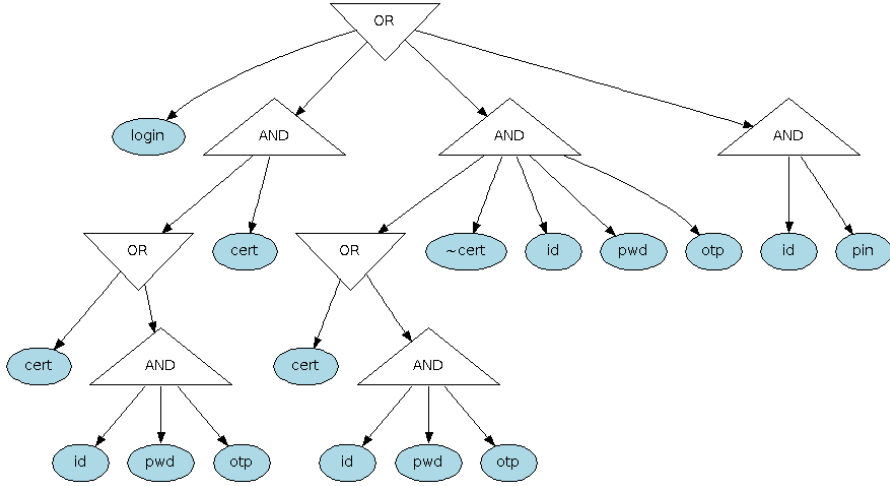 OR
login
AND
AND
AND
OR
cert
OR
~cert
id
pwd
otp
id
pin
cert
AND
cert
AND
id
pwd
otp
id
pwd
otp